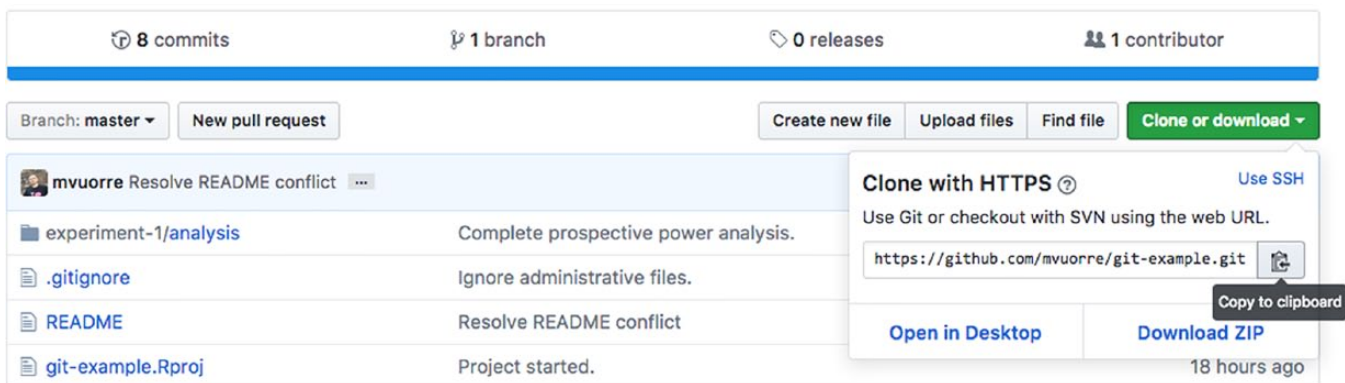 8 commits 1 branch 0 releases 1 contributor
Branch: master New pull request Create new file Upload files Find file Clone or download
mvuorre Resolve README conflict ...
Clone with HTTPS Use SSH
Use Git or checkout with SVN using the web URL.
https://github.com/mvuorre/git-example.git
Copy to clipboard
Open in Desktop Download ZIP
experiment-1/analysis Complete prospective power analysis.
.gitignore Ignore administrative files.
README Resolve README conflict
git-example.Rproj Project started. 18 hours ago